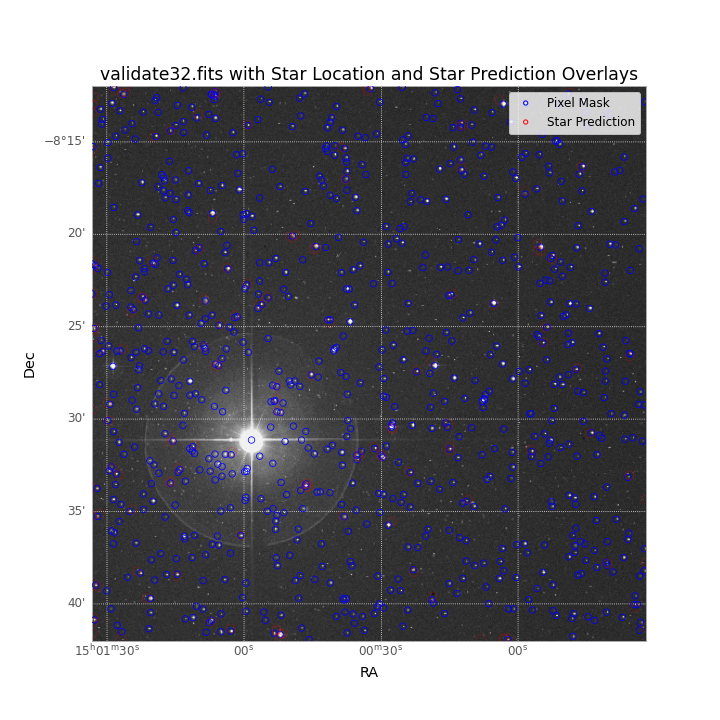 validate32.fits with Star Location and Star Prediction Overlays
Pixel Mask
Star Prediction
−8°15'
20'
25'
30'
35'
40'
Dec
15ʰ01ᵐ30ˢ
00ˢ
00ᵐ30ˢ
00ˢ
RA